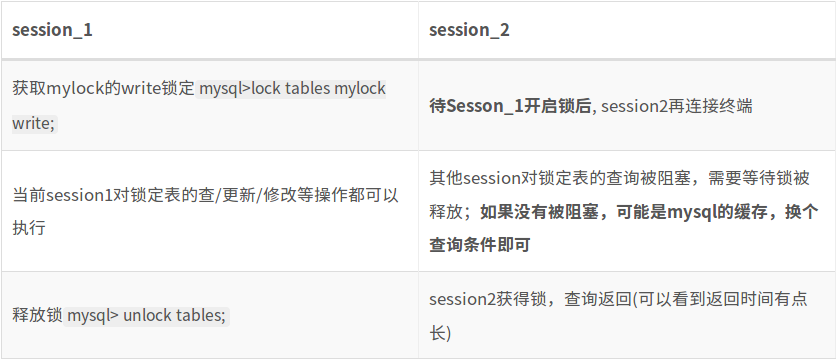 session_1
session_2
获取mylock的write锁定 mysql>lock tables mylock
write;
待Sesson_1开启锁后, session2再连接终端
当前session1对锁定表的查/更新/修改等操作都可以
执行
其他session对锁定表的查询被阻塞，需要等待锁被
释放；如果没有被阻塞，可能是mysql的缓存，换个
查询条件即可
释放锁 mysql> unlock tables;
session2获得锁，查询返回(可以看到返回时间有点
长)